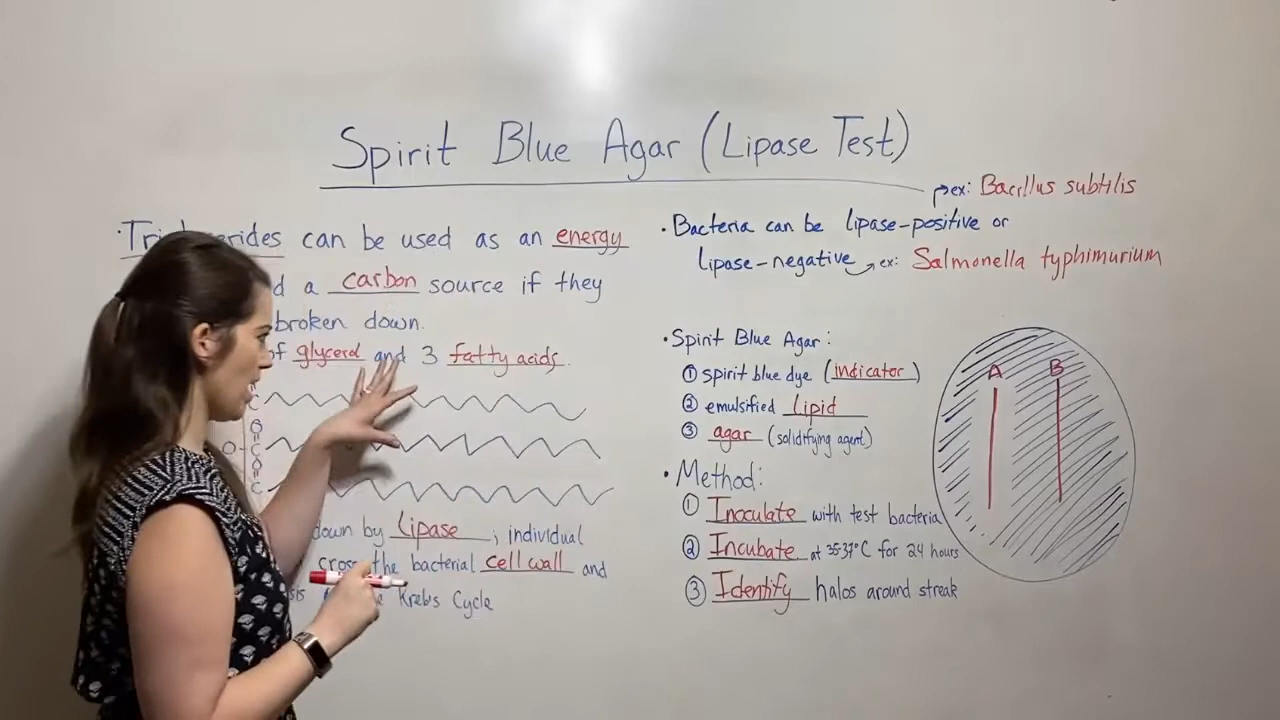 Spirit Blue Agar (Lipase Test)
Triglycerides can be used as an energy
d a carbon source if they
broken down.
of glycerol and 3 fatty acids.
O
C
O
C
O
C
C
down by Lipase, individual
cross the bacterial cell wall and
sis Krebs Cycle
ex: Bacillus subtilis
• Bacteria can be lipase-positive or
lipase-negative ex: Salmonella typhimurium
• Spirit Blue Agar:
① spirit blue dye (indicator)
② emulsified Lipid
③ agar (solidifying agent)
• Method:
① Inoculate with test bacteria
② Incubate at 35-37°C for 24 hours
③ Identify halos around streak
A B